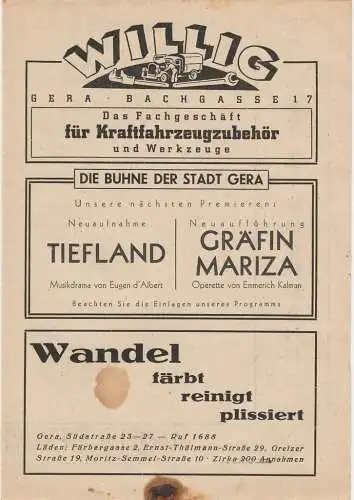 WILLIG
GERA · BACHGASSE 17
Das Fachgeschäft
für Kraftfahrzeugzubehör
und Werkzeuge
DIE BÜHNE DER STADT GERA
Unsere nächsten Premieren:
Neuaufnahme
TIEFLAND
Musikdrama von Eugen d'Albert
Neuaufführung
GRÄFIN
MARIZA
Operette von Emmerich Kalman
Beachten Sie die Einlagen unseres Programms
Wandel
färbt
reinigt
plissiert
Gera, Südstraße 23-27 - Ruf 1688
Läden: Färbergasse 2, Ernst-Thälmann-Straße 29, Greizer
Straße 19, Moritz-Semmel-Straße 10 - Zirka 200 Annahmen